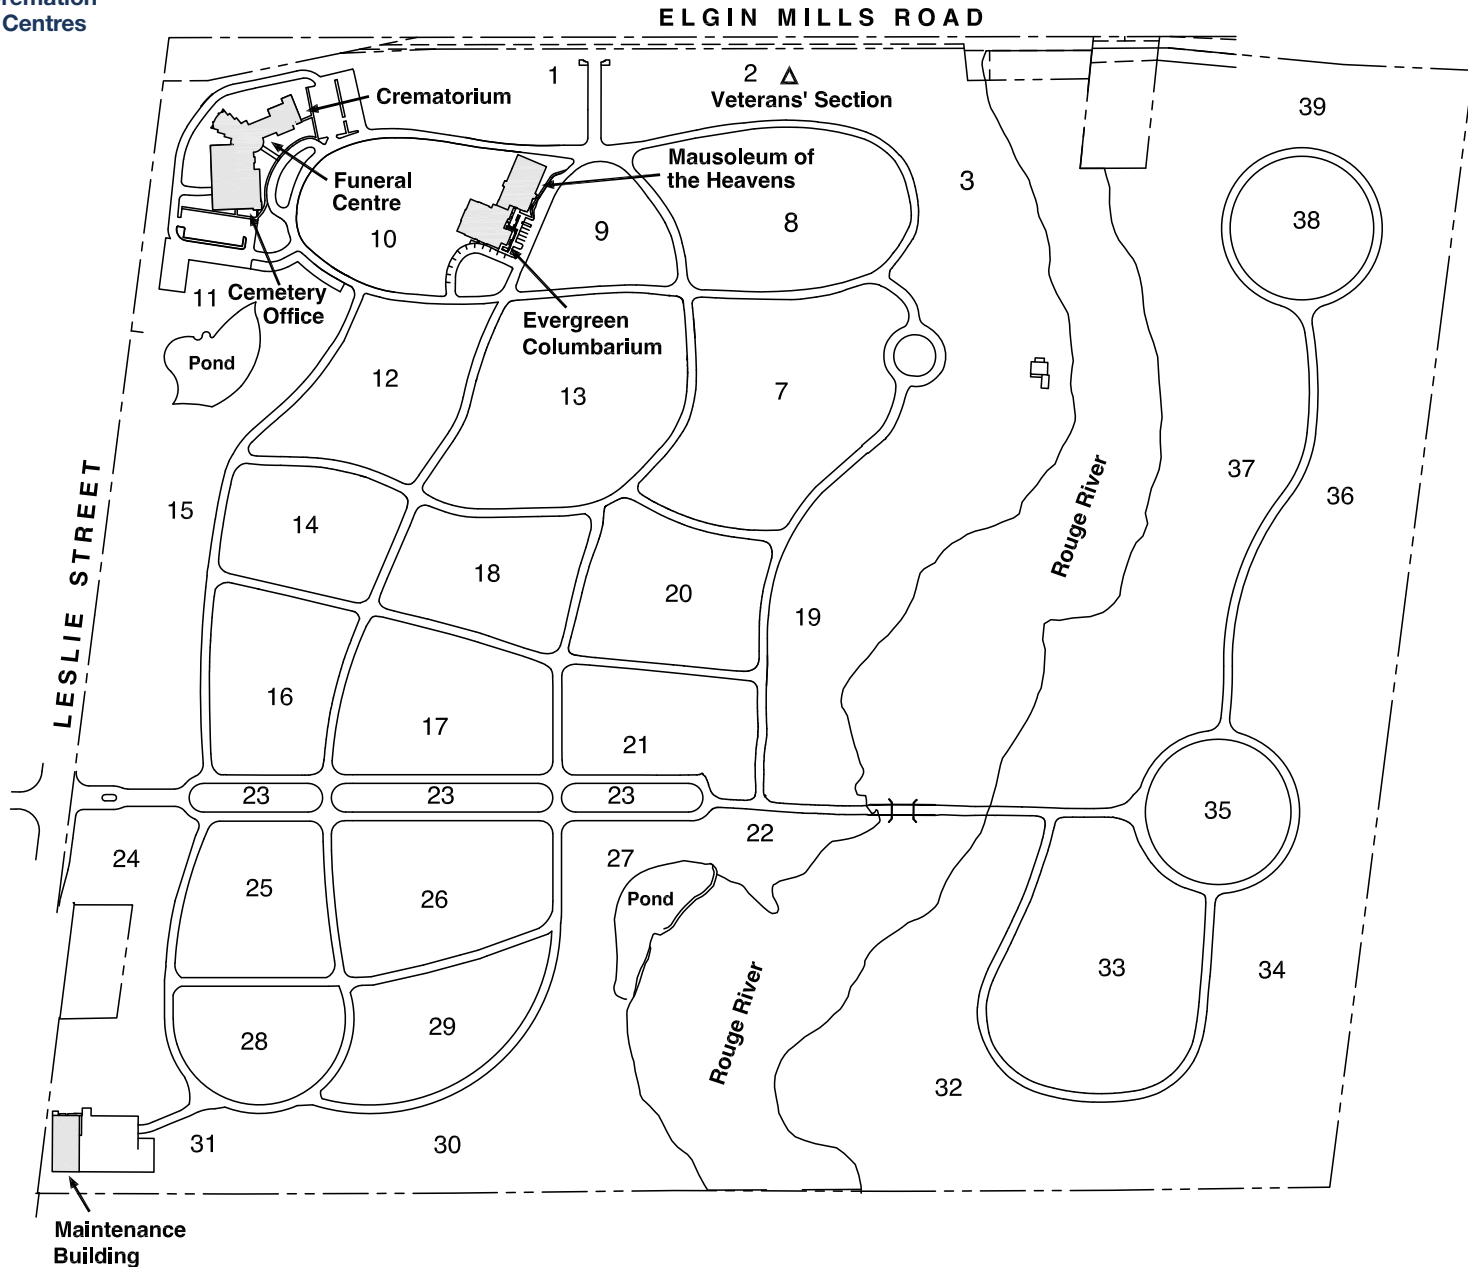 Centres
ELGIN MILLS ROAD
1
2
Veterans' Section
Crematorium
39
Mausoleum of
the Heavens
Funeral
Centre
3
38
10
9
8
11
Cemetery
Office
Evergreen
Columbarium
Pond
12
13
7
LESLIE STREET
15
14
37
36
Rouge River
18
20
19
16
17
21
23
23
23
35
22
24
25
26
27
Pond
33
34
28
29
Rouge River
32
31
30
Maintenance
Building